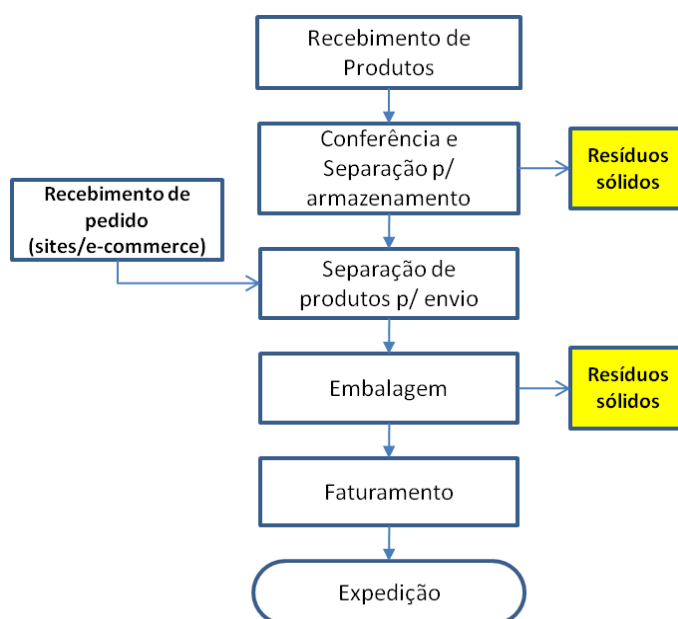 Recebimento de
Produtos
Conferência e
Separação p/
armazenamento
Resíduos
sólidos
Recebimento de
pedido
(sites/e-commerce)
Separação de
produtos p/ envio
Embalagem
Resíduos
sólidos
Faturamento
Expedição